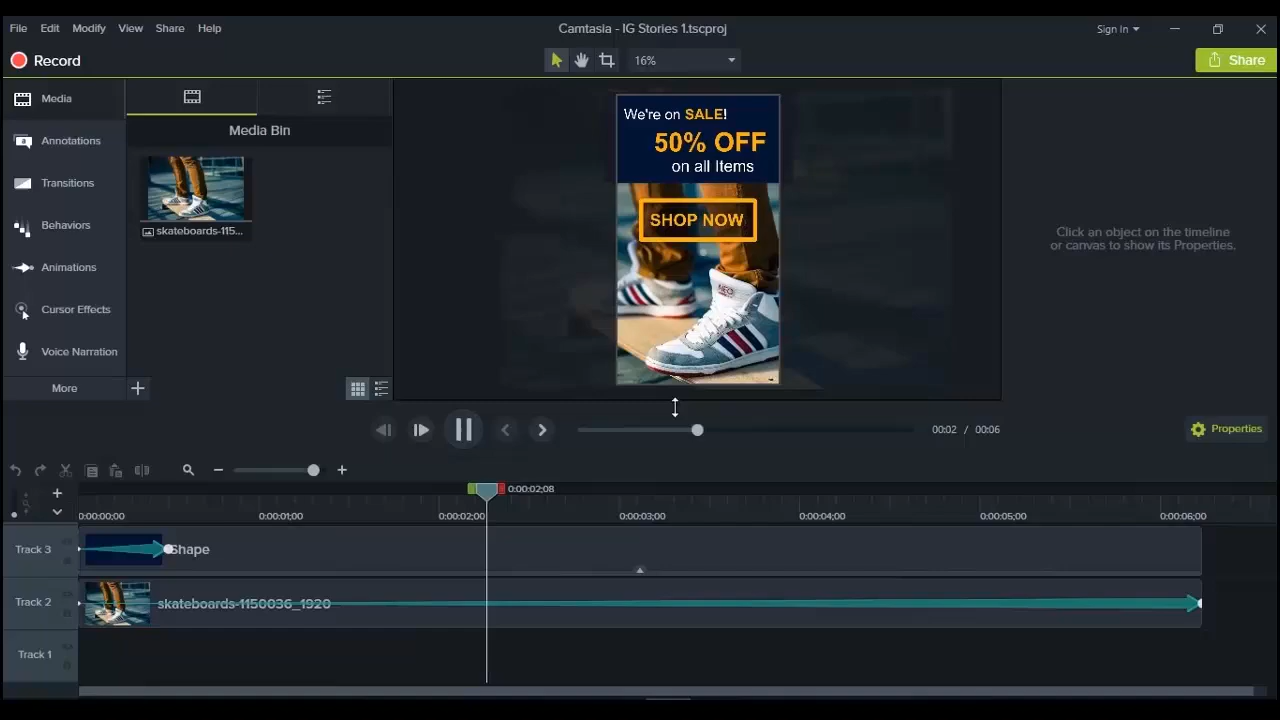 File Edit Modify View Share Help
Camtasia - IG Stories 1.tscproj
Sign In
Record
16%
Share
Media
Annotations
Transitions
Behaviors
Animations
Cursor Effects
Voice Narration
More
Media Bin
skateboards-115...
We're on SALE!
50% OFF
on all Items
SHOP NOW
NEO
Click an object on the timeline
or canvas to show its Properties.
00:02 / 00:06
Properties
0:00:02;08
0:00:00;00 0:00:01;00 0:00:02;00 0:00:03;00 0:00:04;00 0:00:05;00 0:00:06;00
Track 3
Shape
Track 2
skateboards-1150036_1920
Track 1